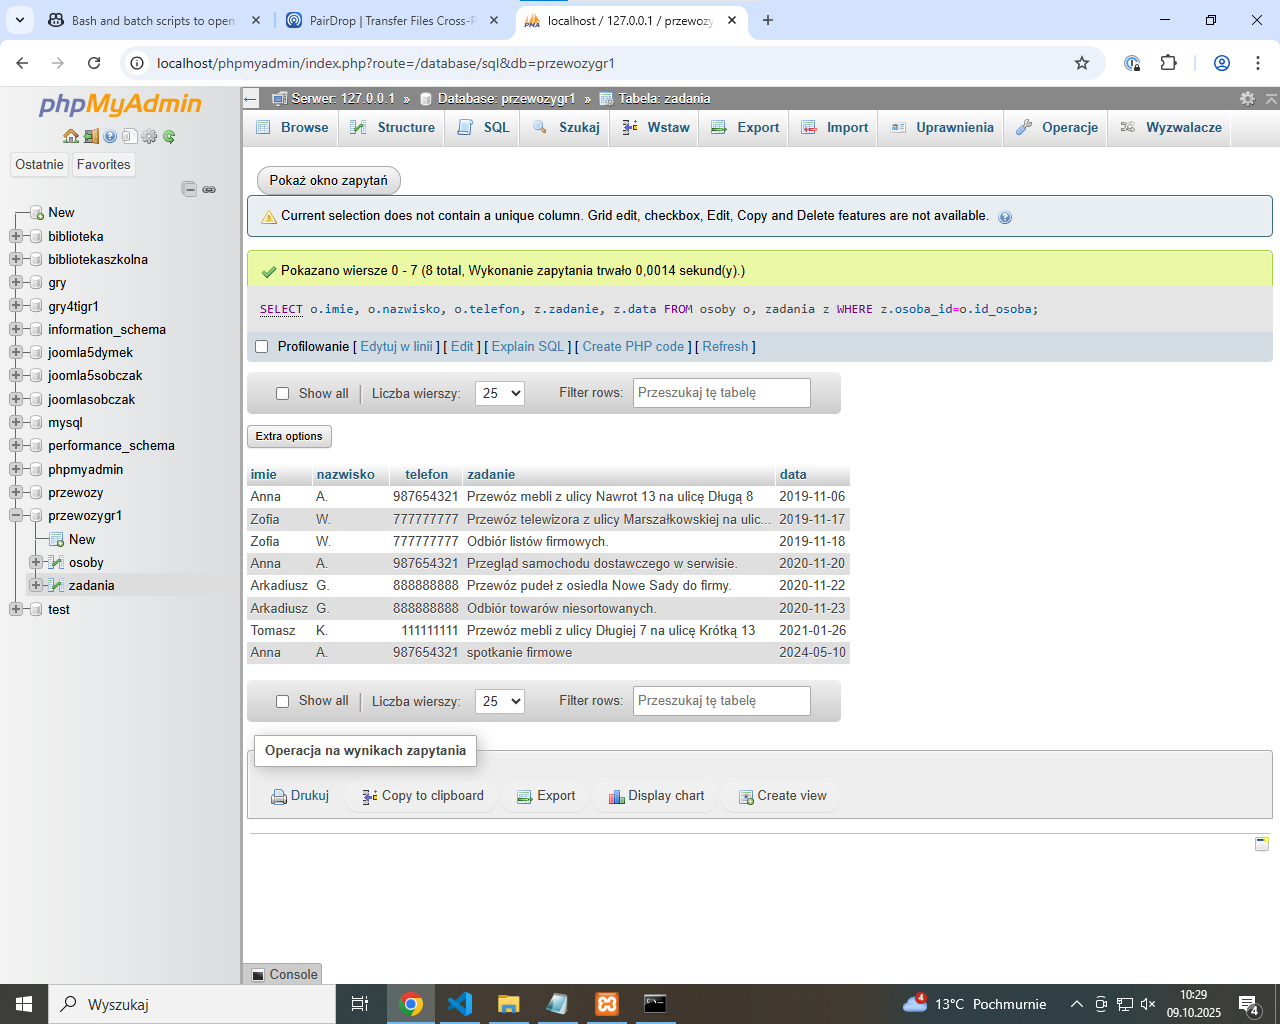 Bash and batch scripts to open
PairDrop | Transfer Files Cross-P
localhost / 127.0.0.1 / przewozy
localhost/phpmyadmin/index.php?route=/database/sql&db=przewozygr1
phpMyAdmin
Ostatnie Favorites
New
biblioteka
bibliotekaszkolna
gry
gry4tigr1
information_schema
joomla5dymek
joomla5sobczak
joomlasobczak
mysql
performance_schema
phpmyadmin
przewozy
przewozygr1
New
osoby
zadania
test
Serwer: 127.0.0.1 » Database: przewozygr1 » Tabela: zadania
Browse Structure SQL Szukaj Wstaw Export Import Uprawnienia Operacje Wyzwalacze
Pokaż okno zapytań
Current selection does not contain a unique column. Grid edit, checkbox, Edit, Copy and Delete features are not available.
Pokazano wiersze 0 - 7 (8 total, Wykonanie zapytania trwało 0,0014 sekund(y).)
SELECT o.imie, o.nazwisko, o.telefon, z.zadanie, z.data FROM osoby o, zadania z WHERE z.osoba_id=o.id_osoba;
Profilowanie [ Edytuj w linii ] [ Edit ] [ Explain SQL ] [ Create PHP code ] [ Refresh ]
Show all Liczba wierszy: 25 Filter rows: Przeszukaj tę tabelę
Extra options
imie nazwisko telefon zadanie data
Anna A. 987654321 Przewóz mebli z ulicy Nawrot 13 na ulicę Długą 8 2019-11-06
Zofia W. 777777777 Przewóz telewizora z ulicy Marszałkowskiej na ulic... 2019-11-17
Zofia W. 777777777 Odbiór listów firmowych. 2019-11-18
Anna A. 987654321 Przegląd samochodu dostawczego w serwisie. 2020-11-20
Arkadiusz G. 888888888 Przewóz pudeł z osiedla Nowe Sady do firmy. 2020-11-22
Arkadiusz G. 888888888 Odbiór towarów niesortowanych. 2020-11-23
Tomasz K. 111111111 Przewóz mebli z ulicy Długiej 7 na ulicę Krótką 13 2021-01-26
Anna A. 987654321 spotkanie firmowe 2024-05-10
Show all Liczba wierszy: 25 Filter rows: Przeszukaj tę tabelę
Operacja na wynikach zapytania
Drukuj Copy to clipboard Export Display chart Create view
Console
Wyszukaj
4 13°C Pochmurnie
10:29
09.10.2025
4